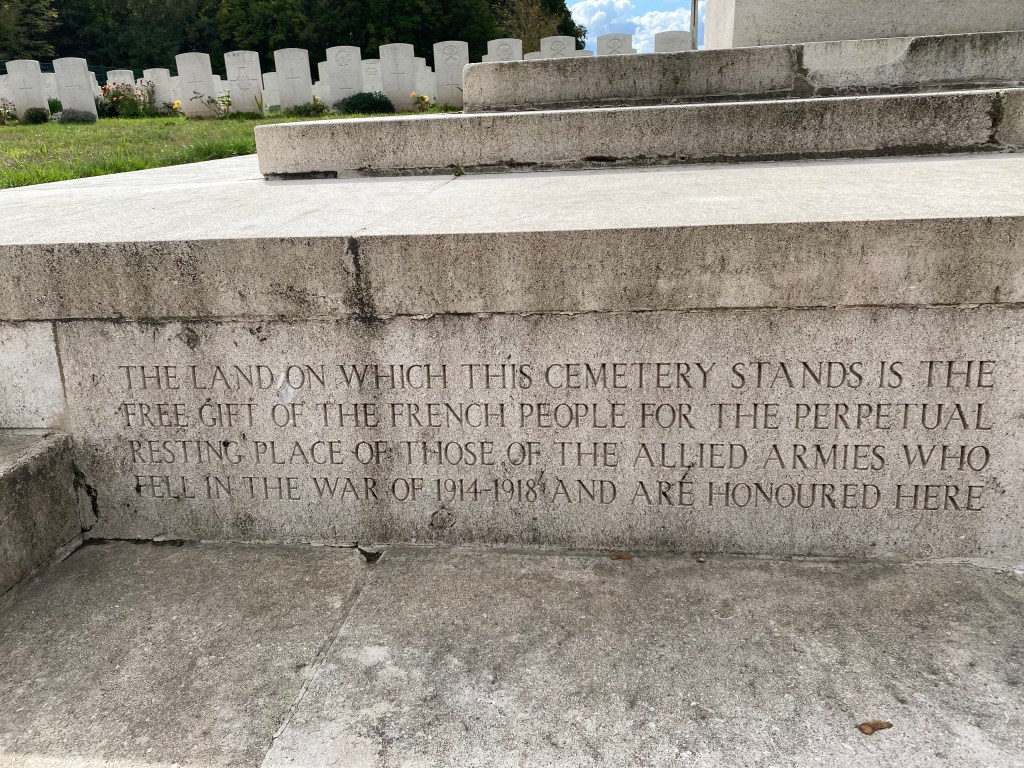 THE LAND ON WHICH THIS CEMETERY STANDS IS THE
FREE GIFT OF THE FRENCH PEOPLE FOR THE PERPETUAL
RESTING PLACE OF THOSE OF THE ALLIED ARMIES WHO
FELL IN THE WAR OF 1914-1918 AND ARE HONOURED HERE